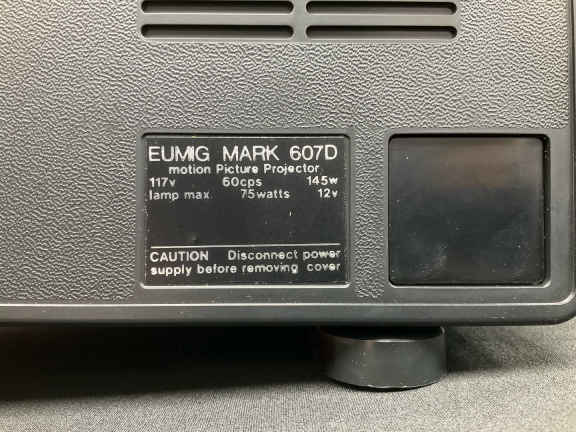 EUMIG MARK 607D
motion Picture Projector
117v 60cps 145w
lamp max. 75watts 12v
CAUTION Disconnect power
supply before removing cover